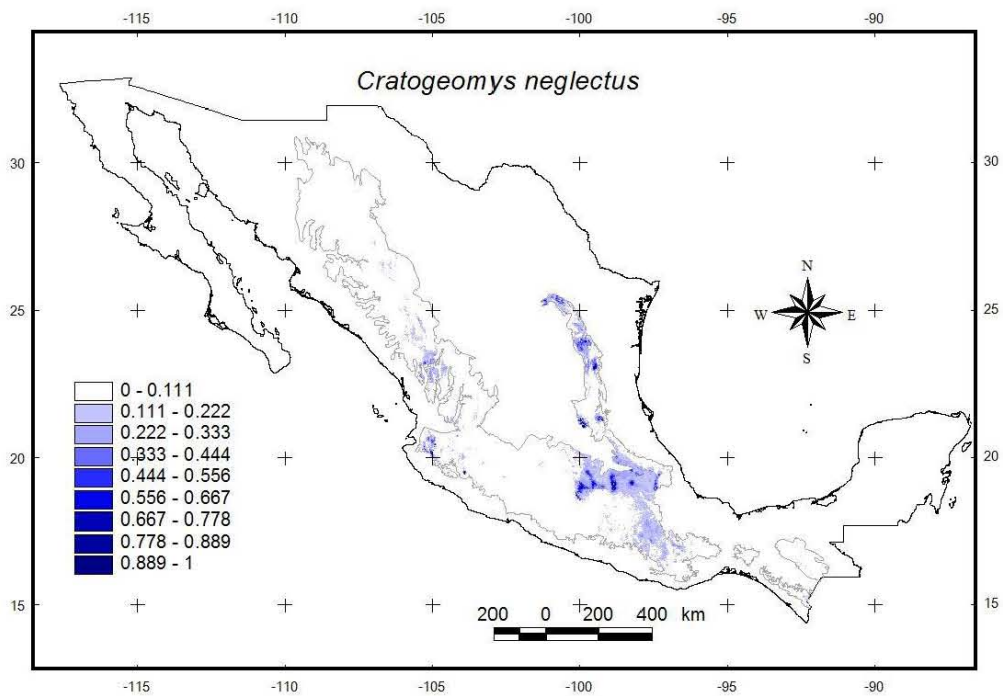 -115 -110 -105 -100 -95 -90
Cratogeomys neglectus
30 30
N
25 25
W E
S
0 - 0.111
0.111 - 0.222
0.222 - 0.333
0.333 - 0.444
0.444 - 0.556
0.556 - 0.667
0.667 - 0.778
0.778 - 0.889
0.889 - 1
20 20
200 0 200 400 km
15 15
-115 -110 -105 -100 -95 -90